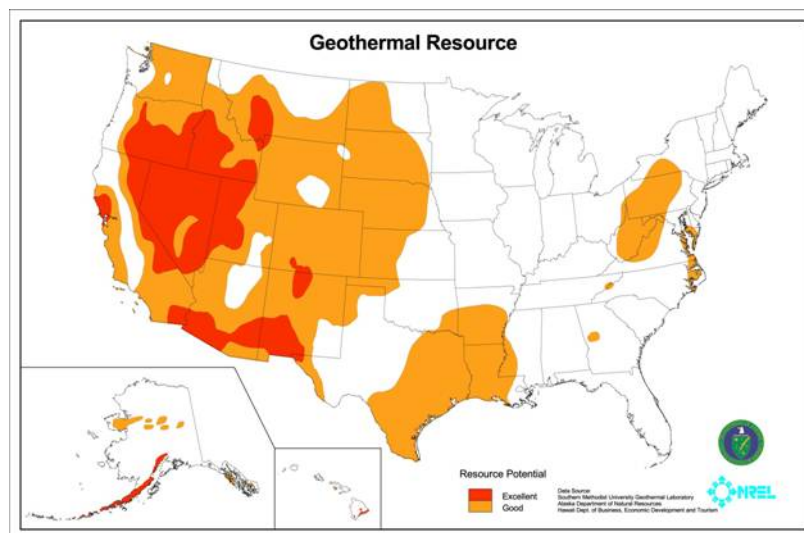 Geothermal Resource
Resource Potential
Excellent
Good
Data Source:
Southern Methodist University Geothermal Laboratory
Alaska Department of Natural Resources
Hawaii Dept. of Business, Economic Development and Tourism
NREL